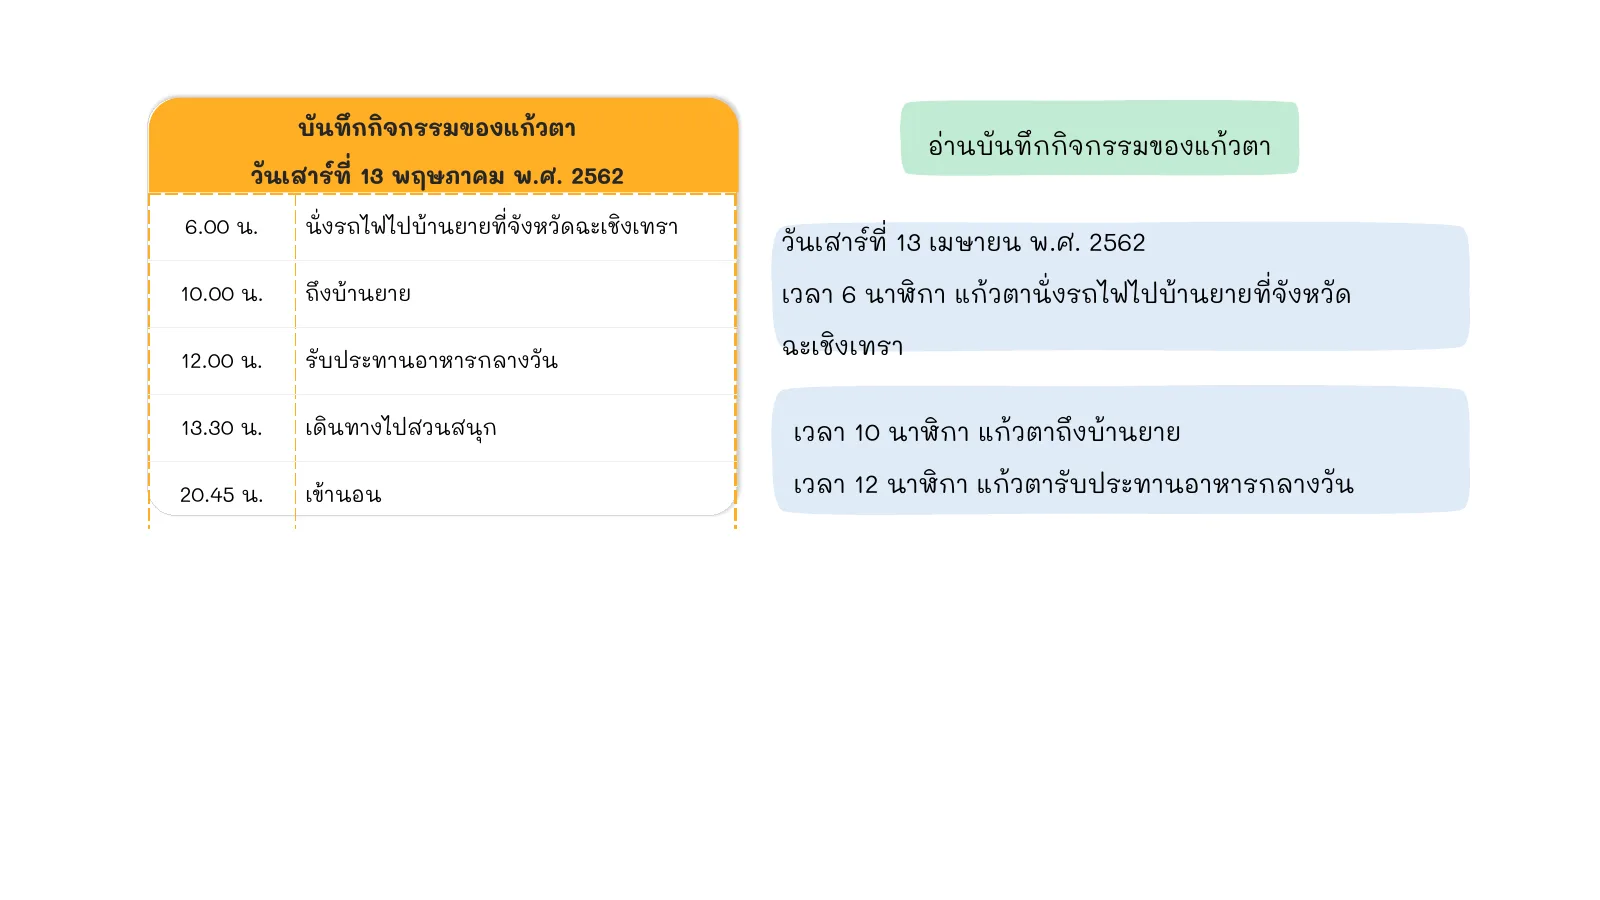 บันทึกกิจกรรมของแก้วตา
วันเสาร์ที่ 13 พฤษภาคม พ.ศ. 2562
6.00 น. นั่งรถไฟไปบ้านยายที่จังหวัดฉะเชิงเทรา
10.00 น. ถึงบ้านยาย
12.00 น. รับประทานอาหารกลางวัน
13.30 น. เดินทางไปสวนสนุก
20.45 น. เข้านอน
อ่านบันทึกกิจกรรมของแก้วตา
วันเสาร์ที่ 13 เมษายน พ.ศ. 2562
เวลา 6 นาฬิกา แก้วตานั่งรถไฟไปบ้านยายที่จังหวัด
ฉะเชิงเทรา
เวลา 10 นาฬิกา แก้วตาถึงบ้านยาย
เวลา 12 นาฬิกา แก้วตารับประทานอาหารกลางวัน